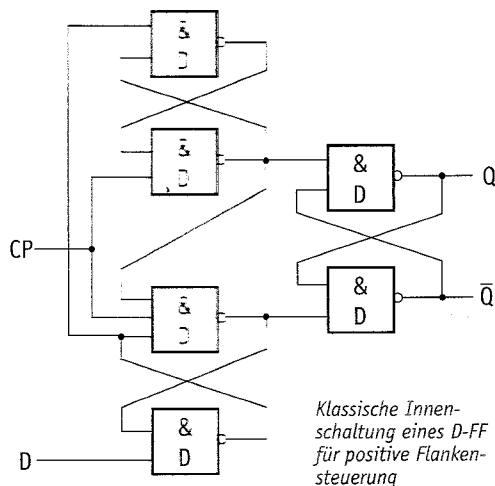 &
D
&
D
&
D
Q
CP
&
D
&
D
Q̅
&
D
D
Klassische Innen-
schaltung eines D-FF
für positive Flanken-
steuerung